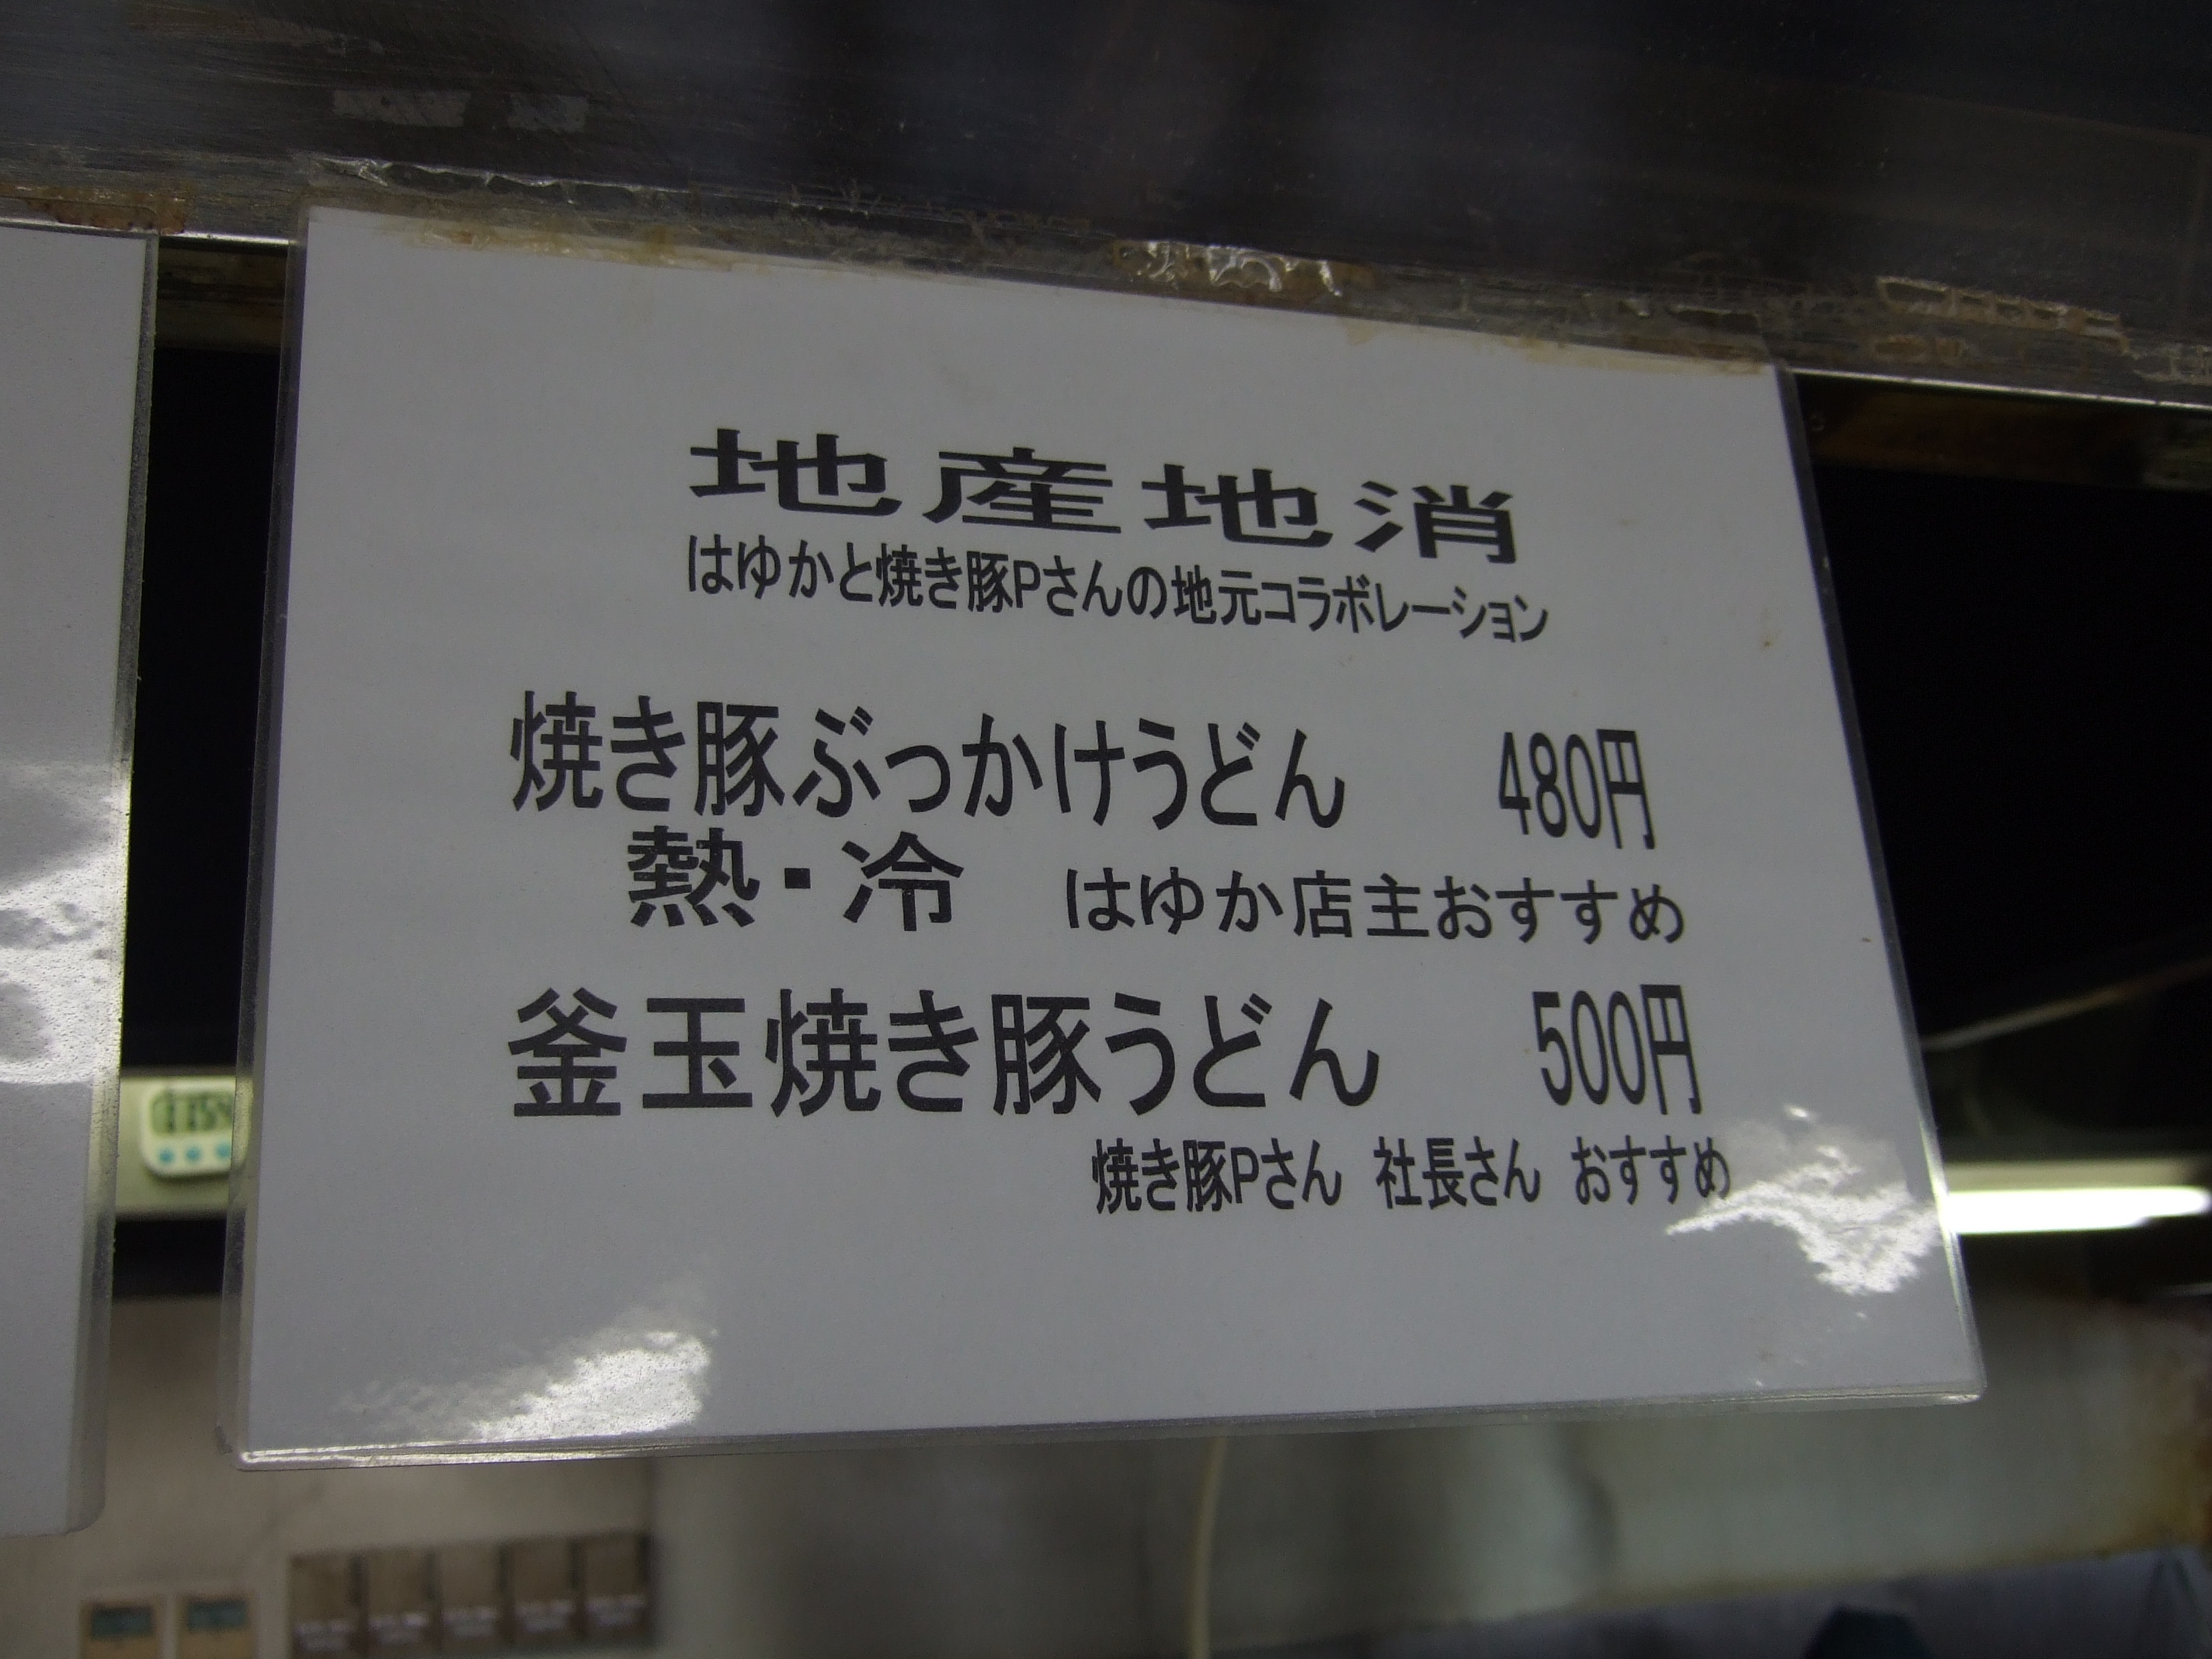 地産地消
はゆかと焼き豚Pさんの地元コラボレーション
焼き豚ぶっかけうどん 480円
熱・冷 はゆか店主おすすめ
釜玉焼き豚うどん 500円
焼き豚Pさん 社長さん おすすめ